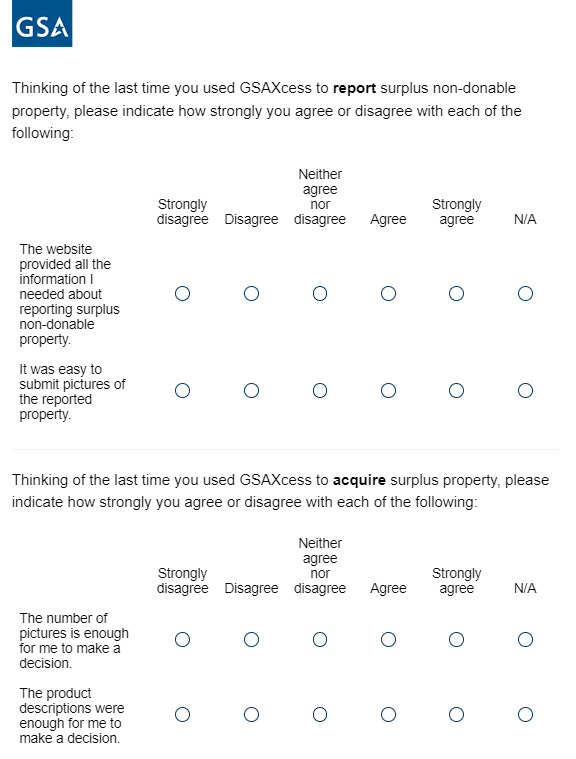 GSA
Thinking of the last time you used GSAXcess to report surplus non-donable
property, please indicate how strongly you agree or disagree with each of the
following:
Strongly disagree Disagree Neither agree nor disagree Agree Strongly agree N/A
The website
provided all the
information I
needed about
reporting surplus
non-donable
property.
It was easy to
submit pictures of
the reported
property.
Thinking of the last time you used GSAXcess to acquire surplus property, please
indicate how strongly you agree or disagree with each of the following:
Strongly disagree Disagree Neither agree nor disagree Agree Strongly agree N/A
The number of
pictures is enough
for me to make a
decision.
The product
descriptions were
enough for me to
make a decision.